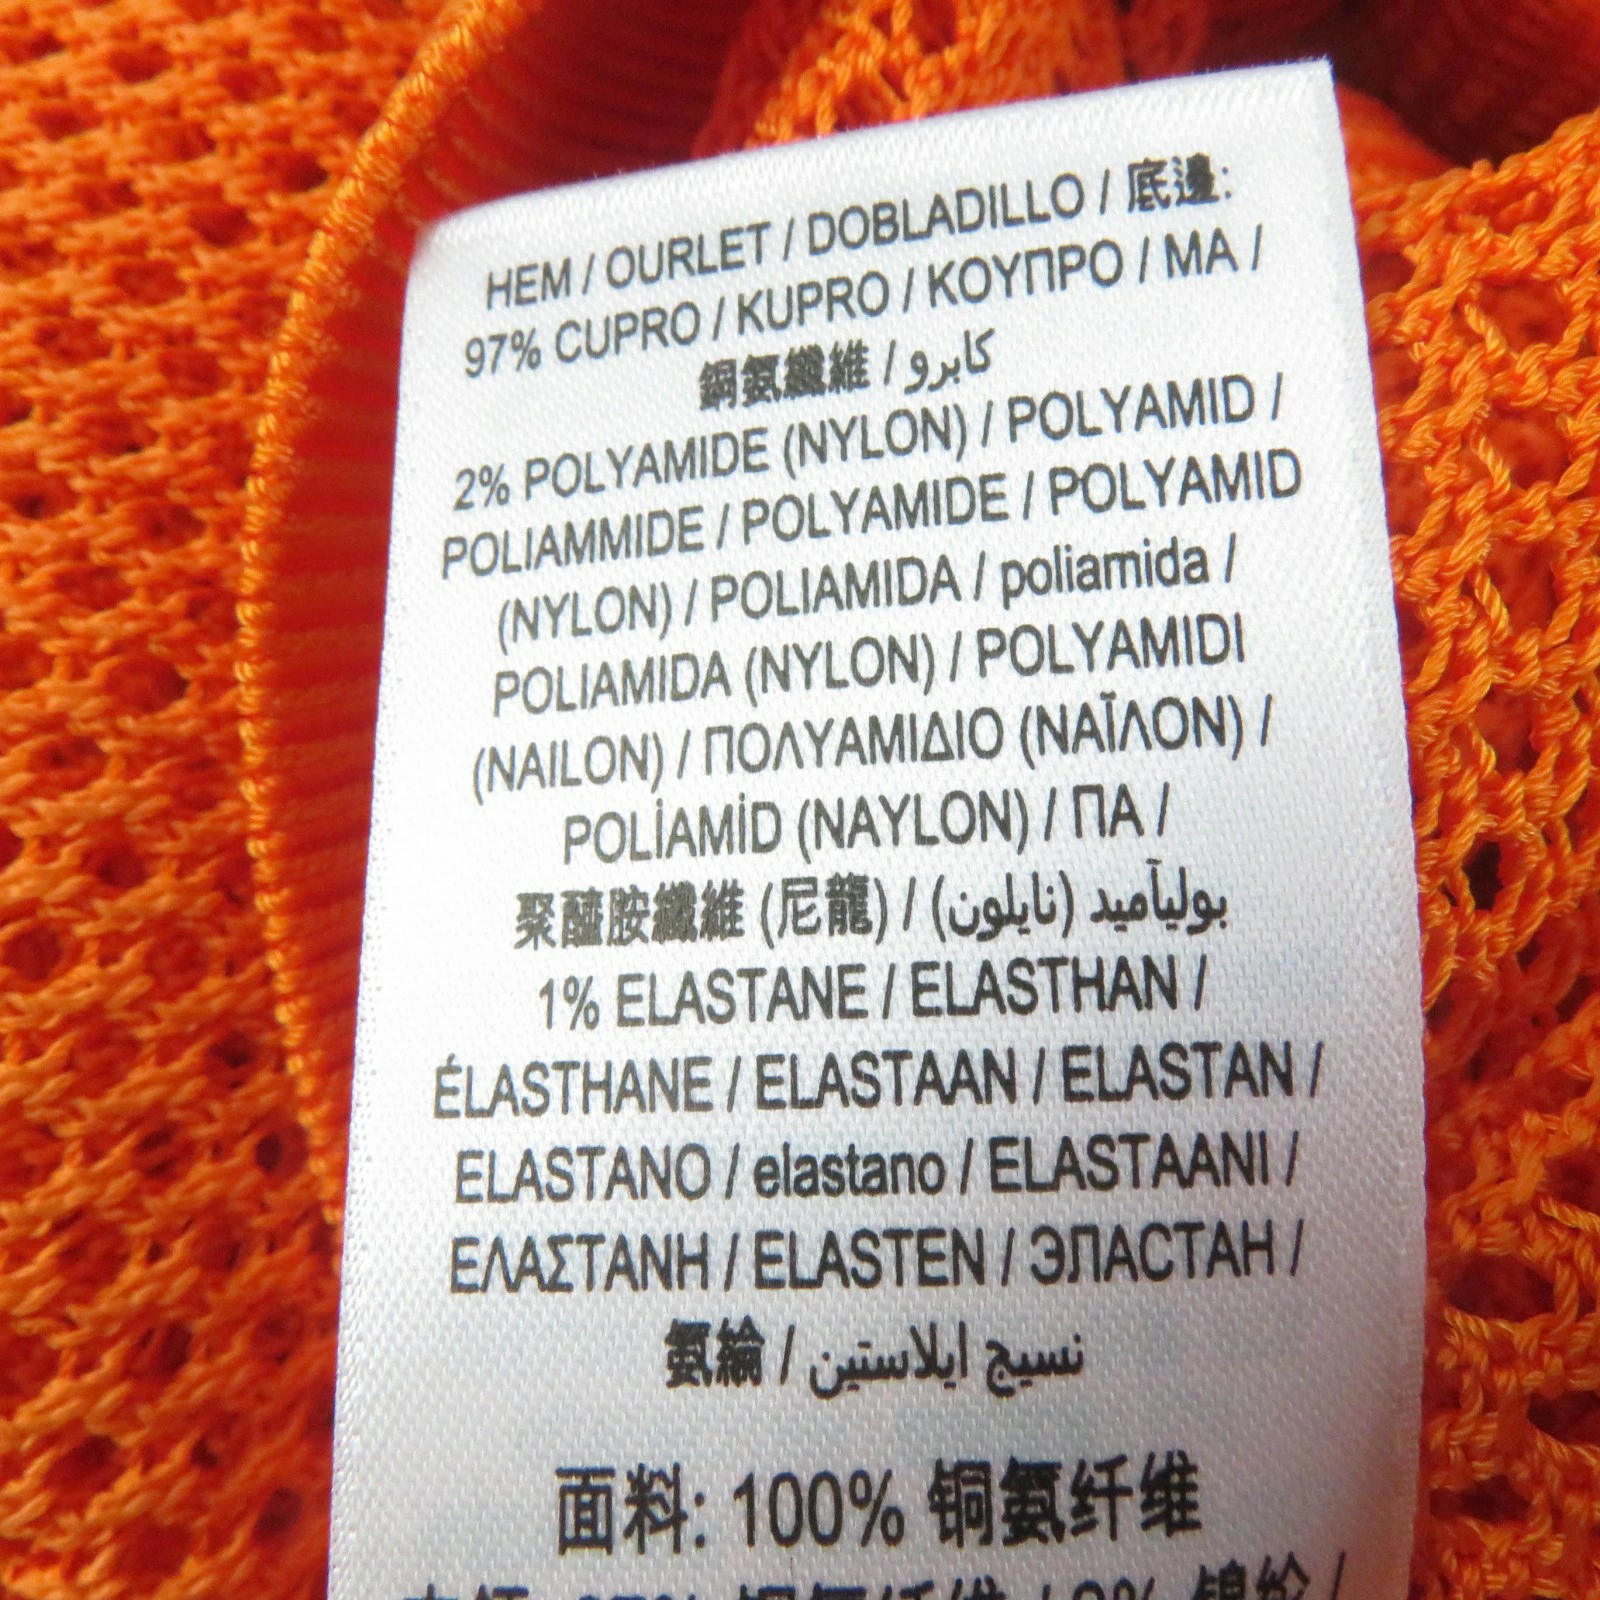 HEM / OURLET / DOBLADILLO / 底邊:
97% CUPRO / KUPRO / ΚΟΥΠΡΟ / МА /
銅氨纖維 / كابرو
2% POLYAMIDE (NYLON) / POLYAMID /
POLIAMMIDE / POLYAMIDE / POLYAMID
(NYLON) / POLIAMIDA / poliamida /
POLIAMIDA (NYLON) / POLYAMIDI
(NAILON) / ΠΟΛΥΑΜΙΔΙΟ (ΝΑΪΛΟΝ) /
POLİAMİD (NAYLON) / ПА /
聚醯胺纖維 (尼龍) / بوليآميد (نايلون)
1% ELASTANE / ELASTHAN /
ÉLASTHANE / ELASTAAN / ELASTAN /
ELASTANO / elastano / ELASTAANI /
ΕΛΑΣΤΑΝΗ / ELASTEN / ЭЛАСТАН /
氨綸 / نسيج ايلاستين
面料: 100% 铜氨纤维